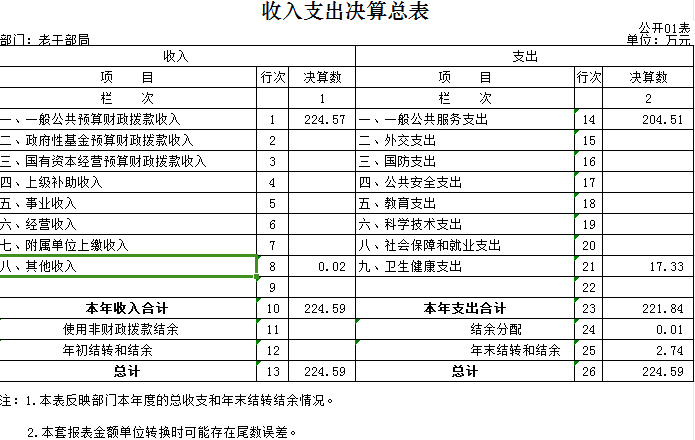 收入支出决算总表
公开01表
部门：老干部局 单位：万元
收入 支出
项 目 行次 决算数 项 目 行次 决算数
栏 次 1 栏 次 2
一、一般公共预算财政拨款收入 1 224.57 一、一般公共服务支出 14 204.51
二、政府性基金预算财政拨款收入 2 二、外交支出 15
三、国有资本经营预算财政拨款收入 3 三、国防支出 16
四、上级补助收入 4 四、公共安全支出 17
五、事业收入 5 五、教育支出 18
六、经营收入 6 六、科学技术支出 19
七、附属单位上缴收入 7 八、社会保障和就业支出 20
八、其他收入 8 0.02 九、卫生健康支出 21 17.33
9 22
本年收入合计 10 224.59 本年支出合计 23 221.84
使用非财政拨款结余 11 结余分配 24 0.01
年初结转和结余 12 年末结转和结余 25 2.74
总计 13 224.59 总计 26 224.59
注：1.本表反映部门本年度的总收支和年末结转结余情况。
2.本套报表金额单位转换时可能存在尾数误差。